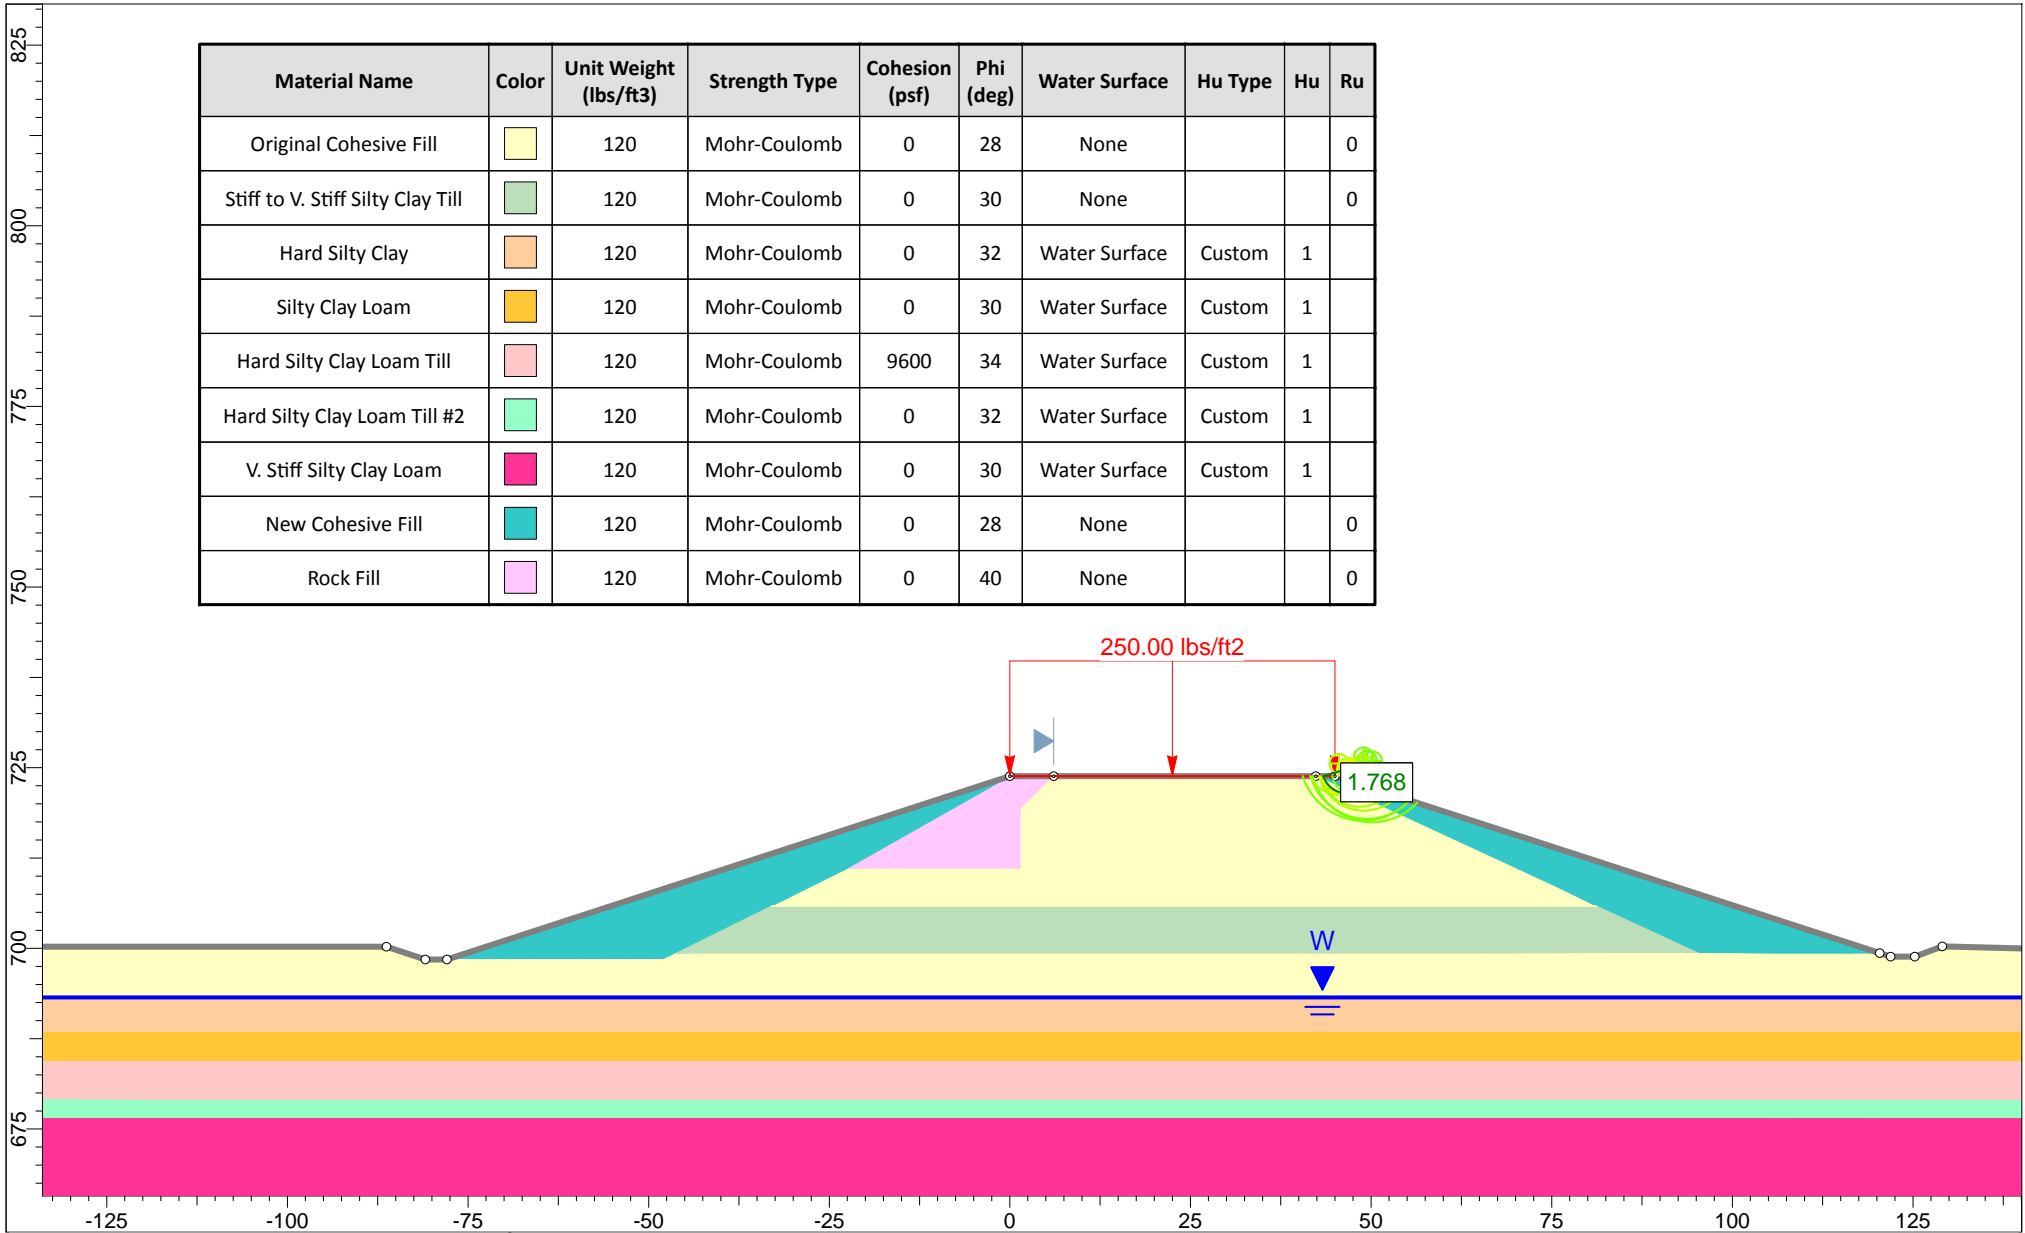 825
800
775
750
725
700
675
Material Name Color Unit Weight (lbs/ft3) Strength Type Cohesion (psf) Phi (deg) Water Surface Hu Type Hu Ru
Original Cohesive Fill 120 Mohr-Coulomb 0 28 None 0
Stiff to V. Stiff Silty Clay Till 120 Mohr-Coulomb 0 30 None 0
Hard Silty Clay 120 Mohr-Coulomb 0 32 Water Surface Custom 1
Silty Clay Loam 120 Mohr-Coulomb 0 30 Water Surface Custom 1
Hard Silty Clay Loam Till 120 Mohr-Coulomb 9600 34 Water Surface Custom 1
Hard Silty Clay Loam Till #2 120 Mohr-Coulomb 0 32 Water Surface Custom 1
V. Stiff Silty Clay Loam 120 Mohr-Coulomb 0 30 Water Surface Custom 1
New Cohesive Fill 120 Mohr-Coulomb 0 28 None 0
Rock Fill 120 Mohr-Coulomb 0 40 None 0
250.00 lbs/ft2
1.768
W
-125 -100 -75 -50 -25 0 25 50 75 100 125